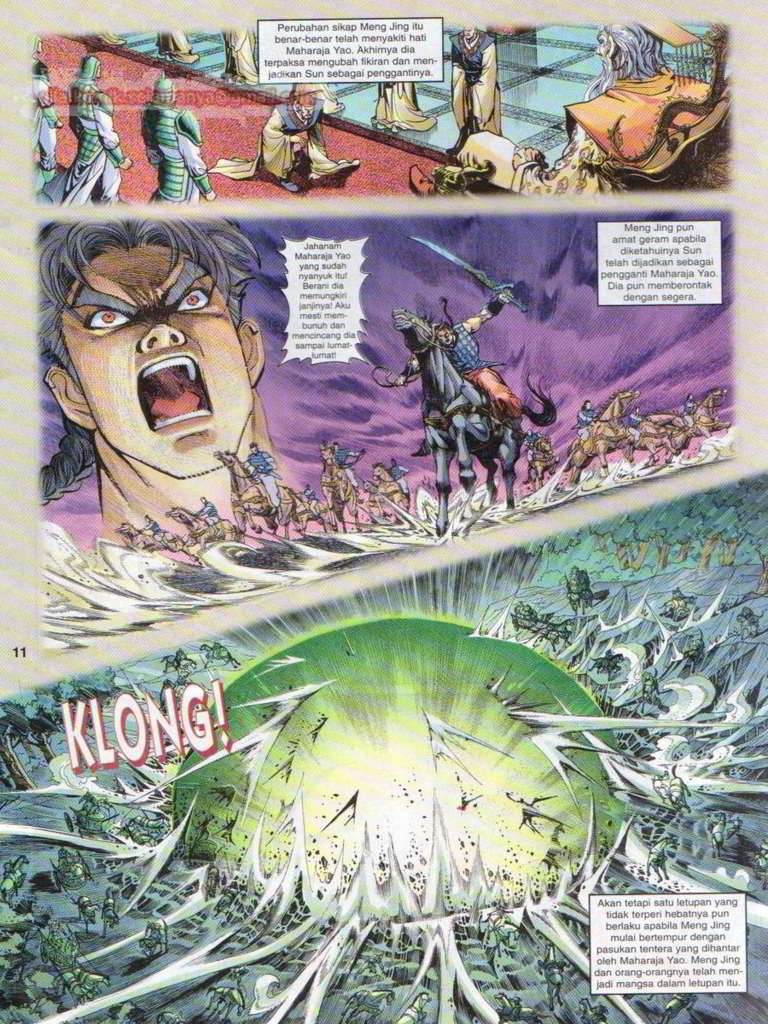 Perubahan sikap Meng Jing itu
benar-benar telah menyakiti hati
Maharaja Yao. Akhirnya dia
terpaksa mengubah fikiran dan men-
jadikan Sun sebagai penggantinya.
Jahanam
Maharaja Yao
yang sudah
nyanyuk itu!
Berani dia
memungkiri
janjinya! Aku
mesti mem-
bunuh dan
mencincang dia
sampai lumat-
lumat!
Meng Jing pun
amat geram apabila
diketahuinya Sun
telah dijadikan sebagai
pengganti Maharaja Yao.
Dia pun memberontak
dengan segera.
11
KLONG!
Akan tetapi satu letupan yang
tidak terperi hebatnya pun
berlaku apabila Meng Jing
mulai bertempur dengan
pasukan tentera yang dihantar
oleh Maharaja Yao. Meng Jing
dan orang-orangnya telah men-
jadi mangsa dalam letupan itu.